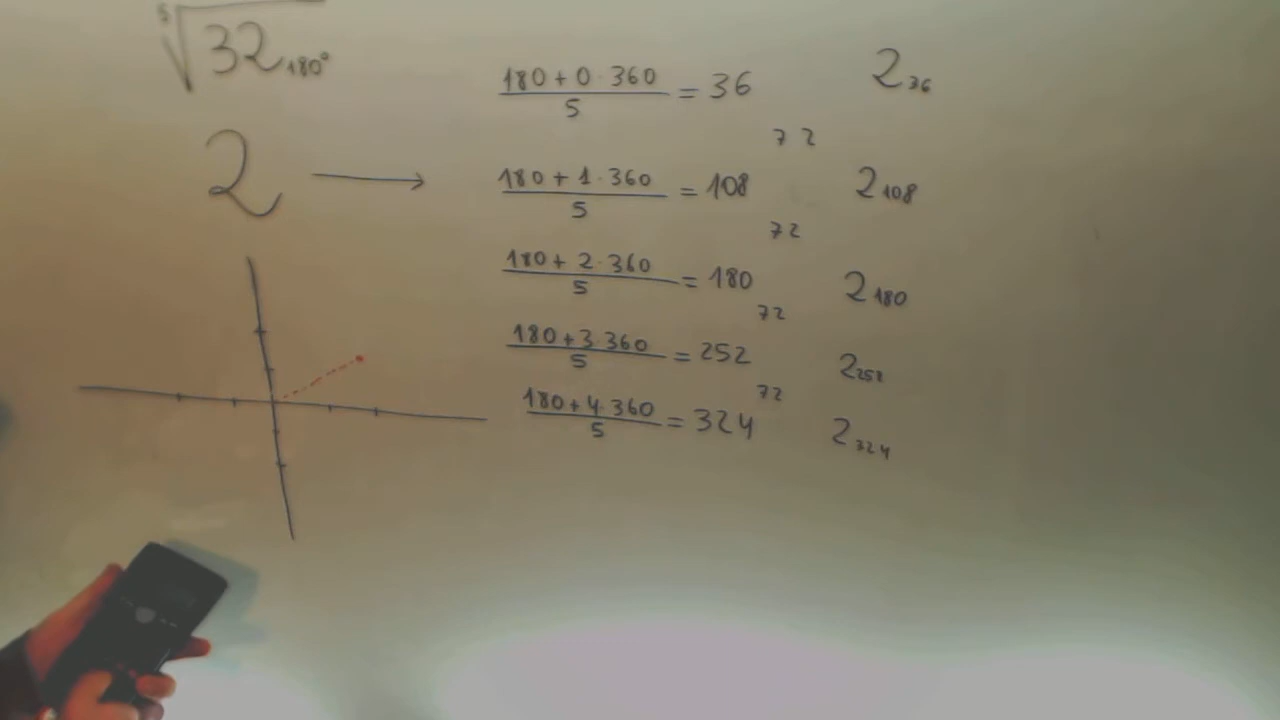 ⁵√32₁₈₀°
2 →
(180+0·360)/5 = 36 2₃₆
72
(180+1·360)/5 = 108 2₁₀₈
72
(180+2·360)/5 = 180 2₁₈₀
72
(180+3·360)/5 = 252 2₂₅₂
72
(180+4·360)/5 = 324 2₃₂₄